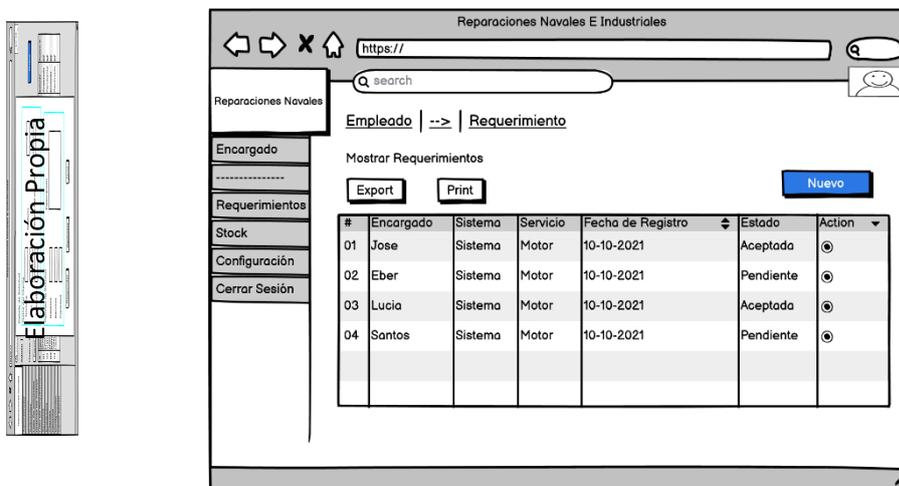 Elaboración Propia
Reparaciones Navales E Industriales
https://
search
Reparaciones Navales
Empleado | --> | Requerimiento
Encargado
---------------
Requerimientos
Stock
Configuración
Cerrar Sesión
Mostrar Requerimientos
Export Print Nuevo
# Encargado Sistema Servicio Fecha de Registro Estado Action
01 Jose Sistema Motor 10-10-2021 Aceptada
02 Eber Sistema Motor 10-10-2021 Pendiente
03 Lucia Sistema Motor 10-10-2021 Aceptada
04 Santos Sistema Motor 10-10-2021 Pendiente